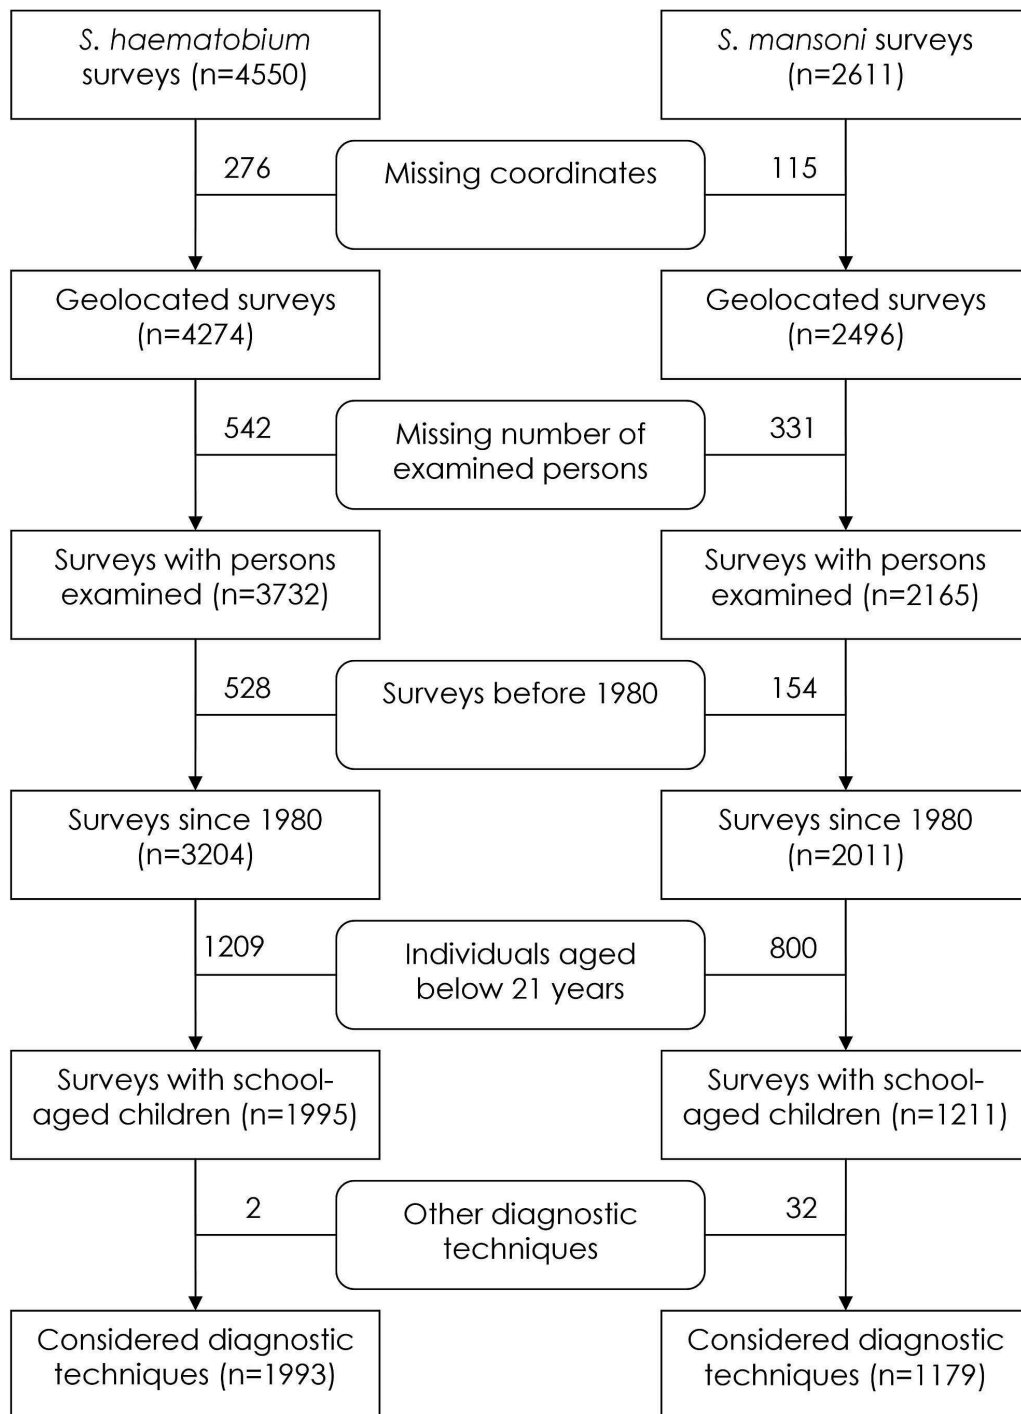 S. haematobium
surveys (n=4550)
S. mansoni surveys
(n=2611)
276
Missing coordinates
115
Geolocated surveys
(n=4274)
Geolocated surveys
(n=2496)
542
Missing number of
examined persons
331
Surveys with persons
examined (n=3732)
Surveys with persons
examined (n=2165)
528
Surveys before 1980
154
Surveys since 1980
(n=3204)
Surveys since 1980
(n=2011)
1209
Individuals aged
below 21 years
800
Surveys with school-
aged children (n=1995)
Surveys with school-
aged children (n=1211)
2
Other diagnostic
techniques
32
Considered diagnostic
techniques (n=1993)
Considered diagnostic
techniques (n=1179)